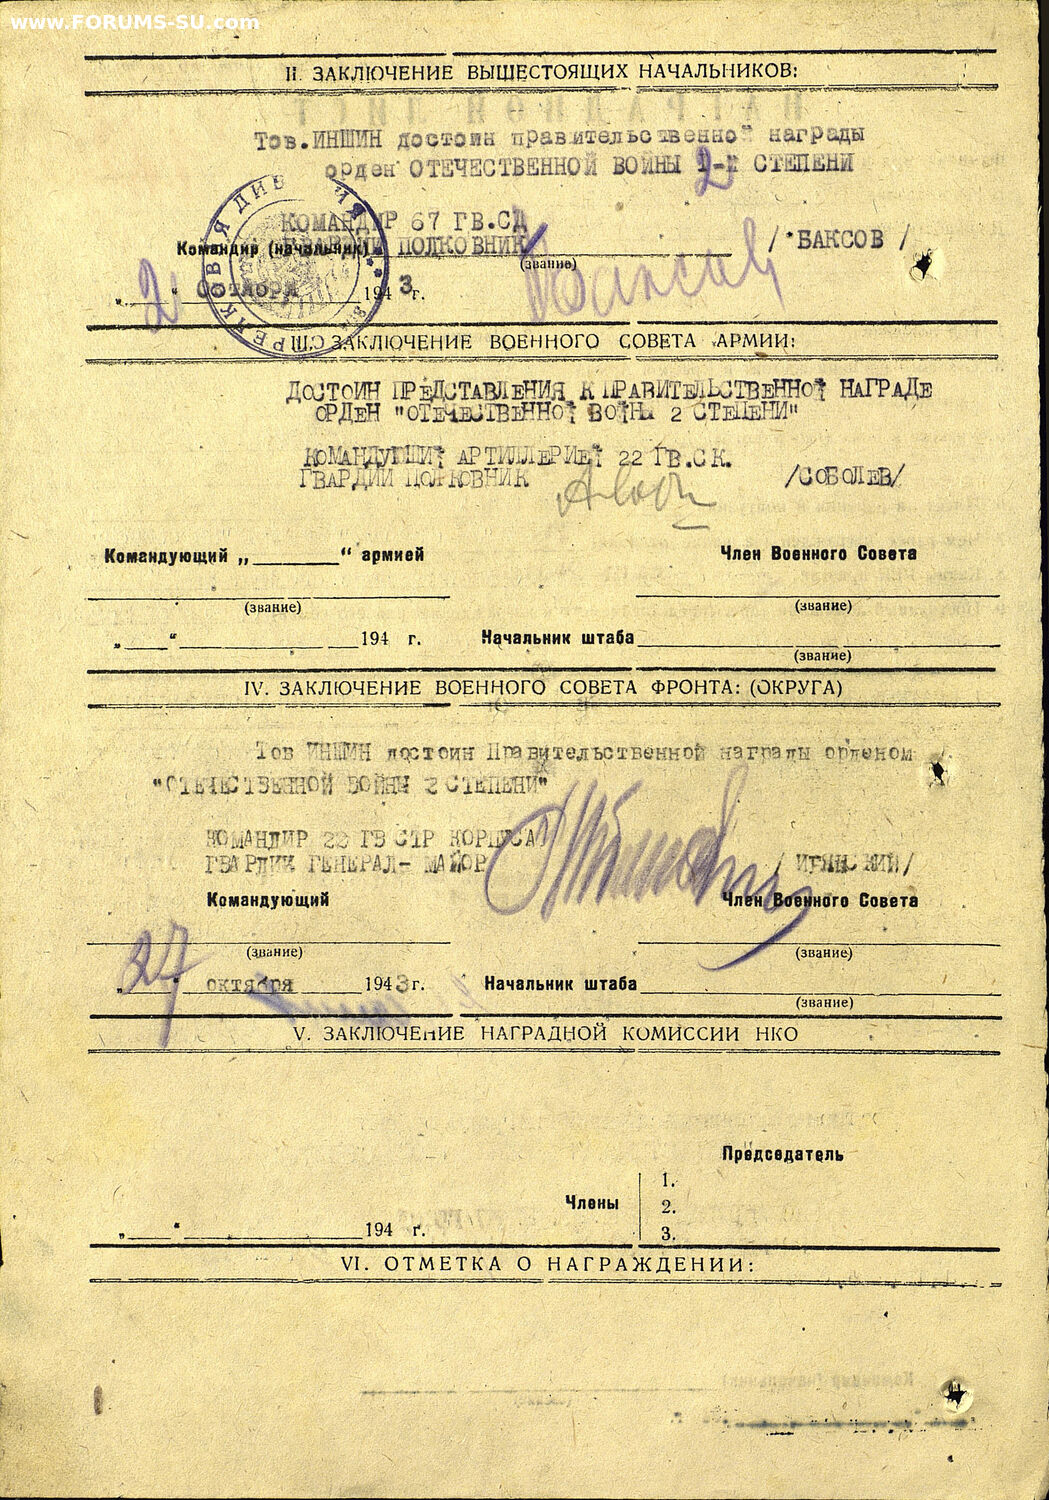 www.FORUMS-SU.com
II. ЗАКЛЮЧЕНИЕ ВЫШЕСТОЯЩИХ НАЧАЛЬНИКОВ:
Тов.ИНШИН достоин правительственной награды
орден ОТЕЧЕСТВЕННОЙ ВОЙНЫ 2-й СТЕПЕНИ
КОМАНДИР 67 ГВ.СД
Командир (начальник) ГВАРДИИ ПОЛКОВНИК / БАКСОВ /
(звание)
„2“ октября 1943 г.
III. ЗАКЛЮЧЕНИЕ ВОЕННОГО СОВЕТА АРМИИ:
ДОСТОИН ПРЕДСТАВЛЕНИЯ К ПРАВИТЕЛЬСТВЕННОЙ НАГРАДЕ
ОРДЕН "ОТЕЧЕСТВЕННОЙ ВОЙНЫ 2 СТЕПЕНИ"
КОМАНДУЮЩИЙ АРТИЛЛЕРИЕЙ 22 ГВ.СК.
ГВАРДИИ ПОЛКОВНИК /СОБОЛЕВ/
Командующий „ “ армией Член Военного Совета
(звание) (звание)
„ “ 194 г. Начальник штаба
(звание)
IV. ЗАКЛЮЧЕНИЕ ВОЕННОГО СОВЕТА ФРОНТА: (ОКРУГА)
Тов ИНШИН достоин Правительственной награды орденом
"ОТЕЧЕСТВЕННОЙ ВОЙНЫ 2 СТЕПЕНИ"
КОМАНДИР 22 ГВ СТР КОРПУСА
ГВАРДИИ ГЕНЕРАЛ-МАЙОР
Командующий Член Военного Совета
(звание) (звание)
„27“ октября 1943 г. Начальник штаба
(звание)
V. ЗАКЛЮЧЕНИЕ НАГРАДНОЙ КОМИССИИ НКО
Председатель
1.
Члены 2.
„ “ 194 г. 3.
VI. ОТМЕТКА О НАГРАЖДЕНИИ: